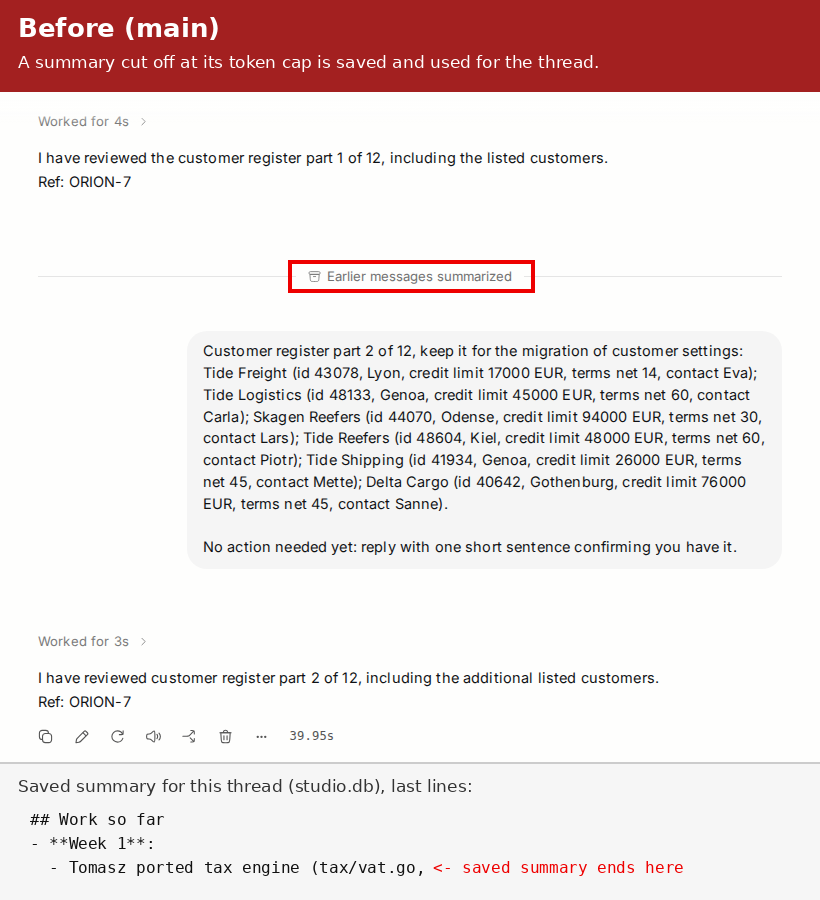 Before (main)
A summary cut off at its token cap is saved and used for the thread.
Worked for 4s
I have reviewed the customer register part 1 of 12, including the listed customers.
Ref: ORION-7
Earlier messages summarized
Customer register part 2 of 12, keep it for the migration of customer settings:
Tide Freight (id 43078, Lyon, credit limit 17000 EUR, terms net 14, contact Eva);
Tide Logistics (id 48133, Genoa, credit limit 45000 EUR, terms net 60, contact
Carla); Skagen Reefers (id 44070, Odense, credit limit 94000 EUR, terms net 30,
contact Lars); Tide Reefers (id 48604, Kiel, credit limit 48000 EUR, terms net 60,
contact Piotr); Tide Shipping (id 41934, Genoa, credit limit 26000 EUR, terms
net 45, contact Mette); Delta Cargo (id 40642, Gothenburg, credit limit 76000
EUR, terms net 45, contact Sanne).
No action needed yet: reply with one short sentence confirming you have it.
Worked for 3s
I have reviewed customer register part 2 of 12, including the additional listed customers.
Ref: ORION-7
39.95s
Saved summary for this thread (studio.db), last lines:
## Work so far
- **Week 1**:
- Tomasz ported tax engine (tax/vat.go, <- saved summary ends here